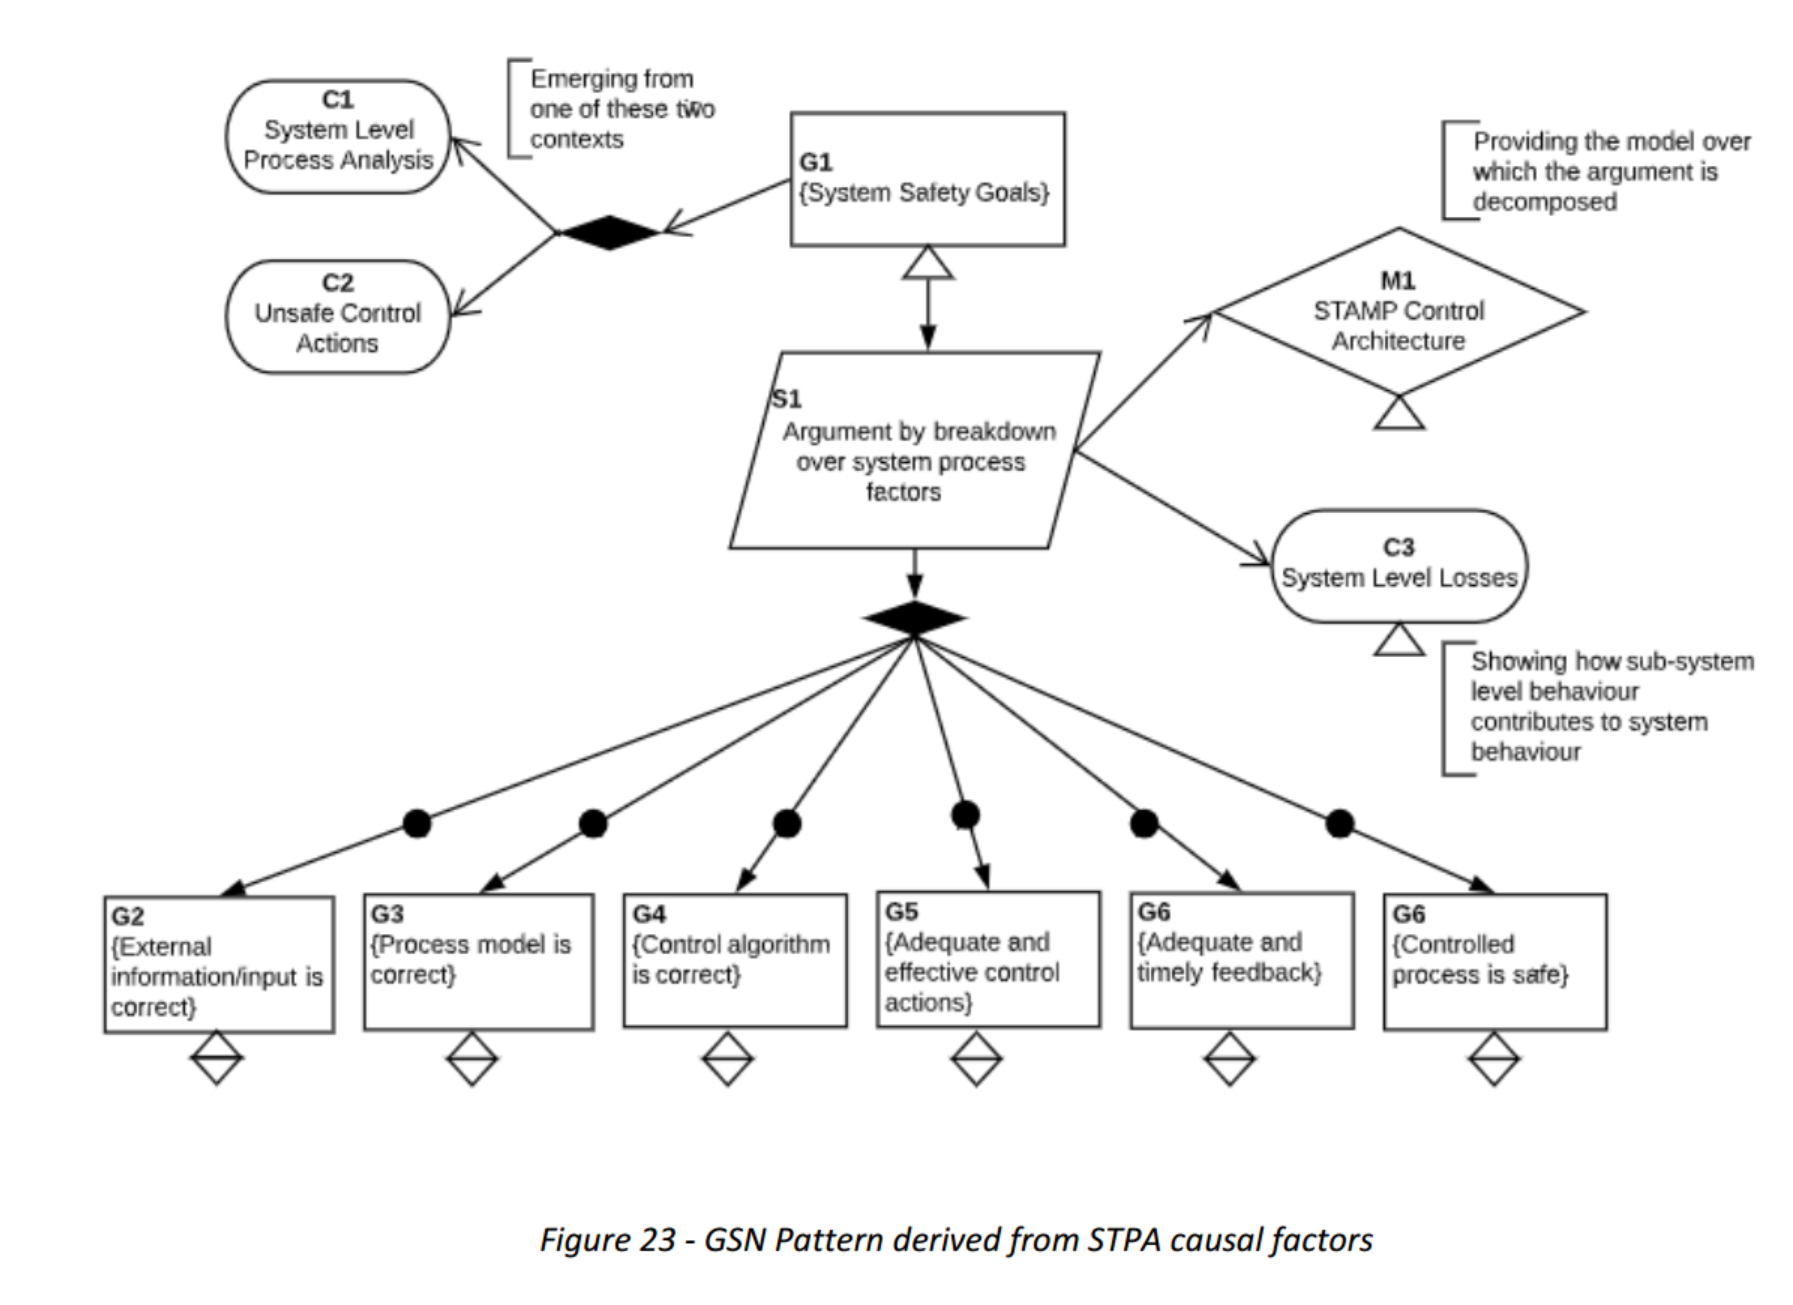 C1
System Level
Process Analysis
Emerging from
one of these two
contexts
G1
{System Safety Goals}
Providing the model over
which the argument is
decomposed
C2
Unsafe Control
Actions
M1
STAMP Control
Architecture
S1
Argument by breakdown
over system process
factors
C3
System Level Losses
Showing how sub-system
level behaviour
contributes to system
behaviour
G2
{External
information/input is
correct}
G3
{Process model is
correct}
G4
{Control algorithm
is correct}
G5
{Adequate and
effective control
actions}
G6
{Adequate and
timely feedback}
G6
{Controlled
process is safe}
Figure 23 - GSN Pattern derived from STPA causal factors